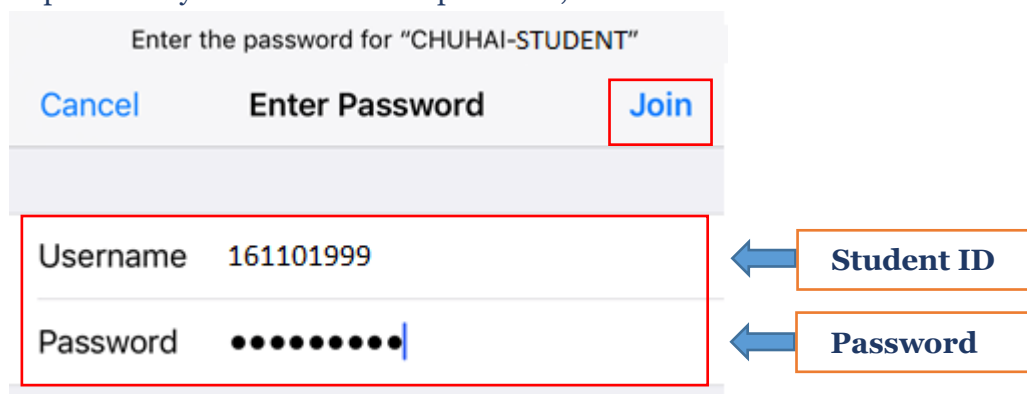 Enter the password for “CHUHAI-STUDENT”
Cancel Enter Password Join
Username 161101999 Student ID
Password ●●●●●●●●● Password